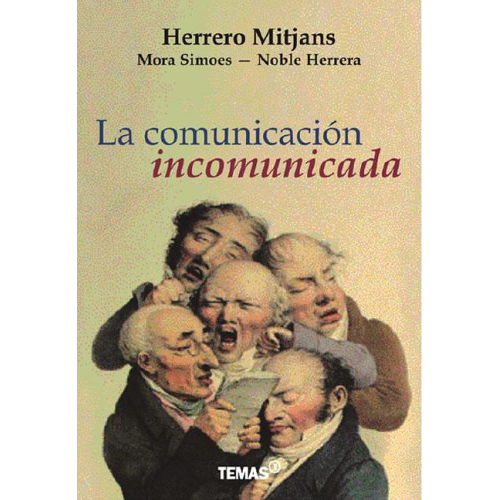 Herrero Mitjans
Mora Simoes — Noble Herrera
La comunicación
incomunicada
TEMAS